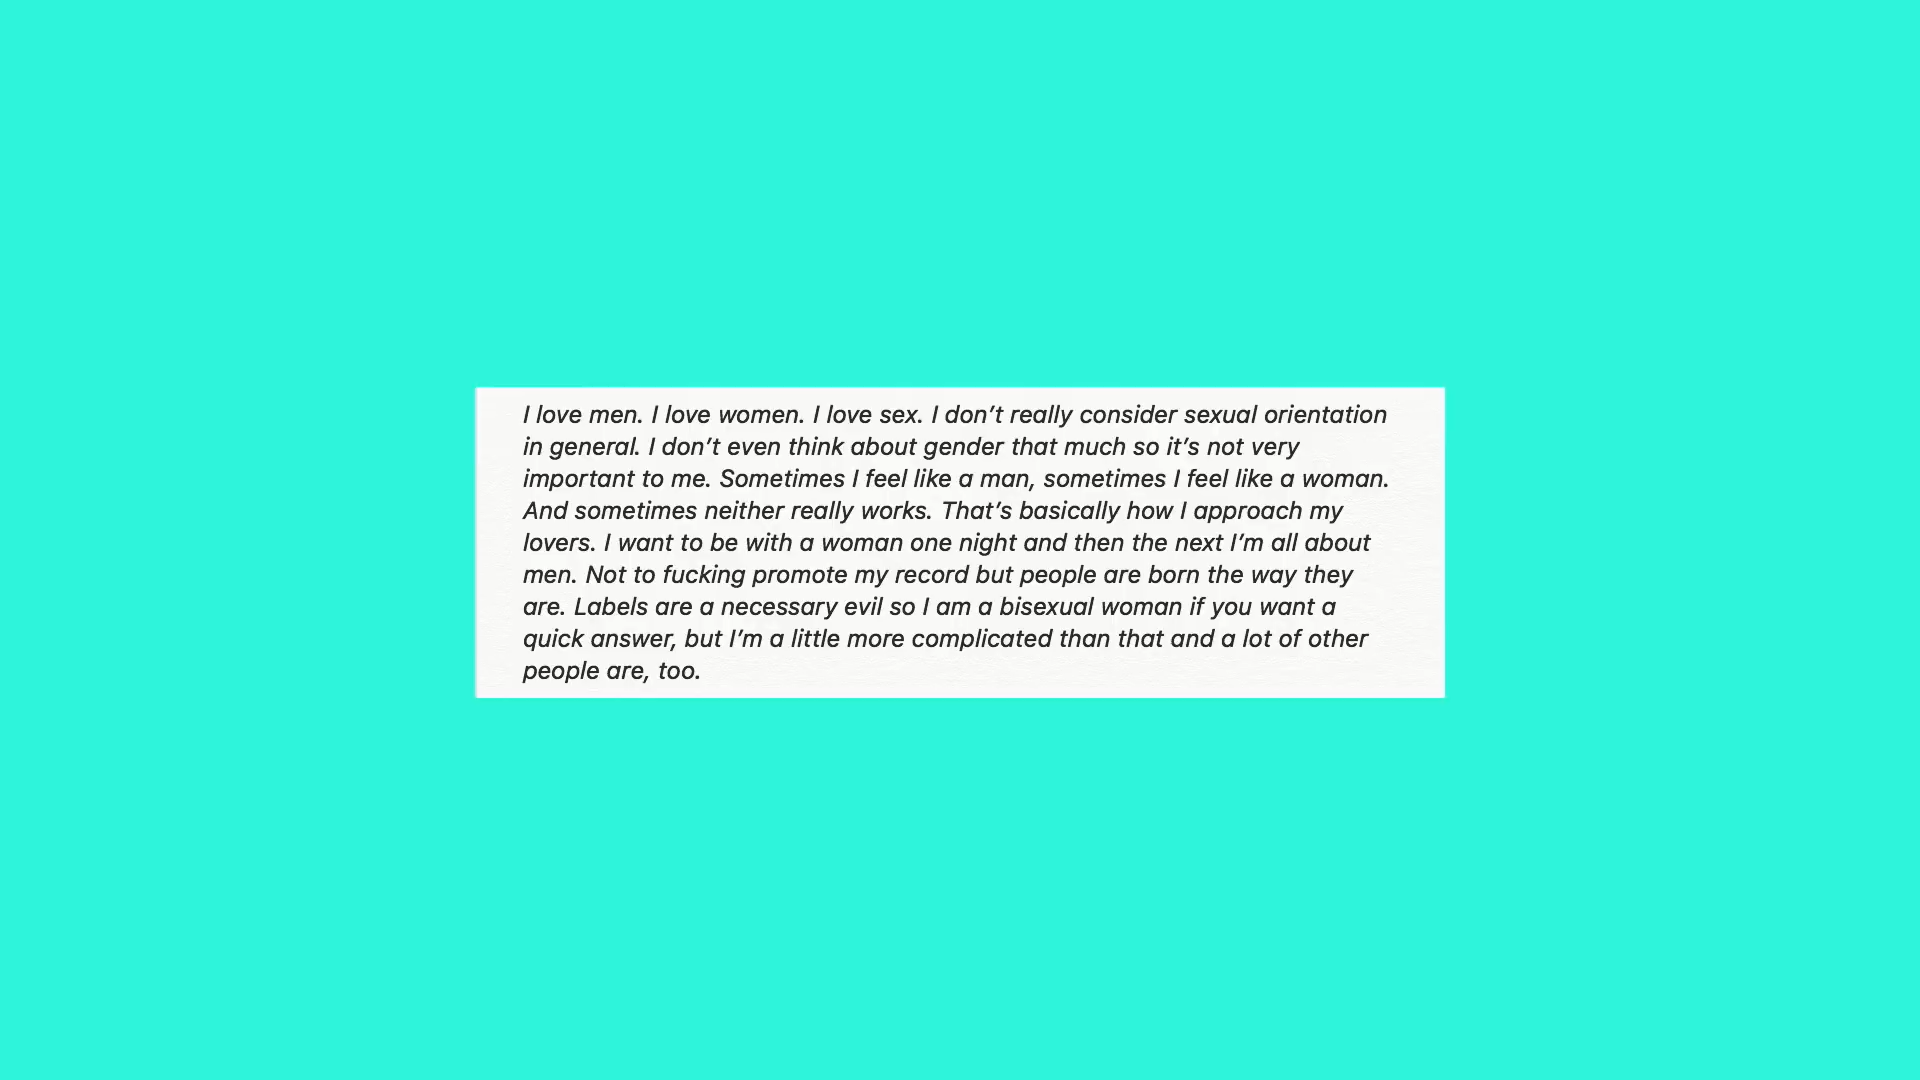 I love men. I love women. I love sex. I don’t really consider sexual orientation
in general. I don’t even think about gender that much so it’s not very
important to me. Sometimes I feel like a man, sometimes I feel like a woman.
And sometimes neither really works. That’s basically how I approach my
lovers. I want to be with a woman one night and then the next I’m all about
men. Not to fucking promote my record but people are born the way they
are. Labels are a necessary evil so I am a bisexual woman if you want a
quick answer, but I’m a little more complicated than that and a lot of other
people are, too.